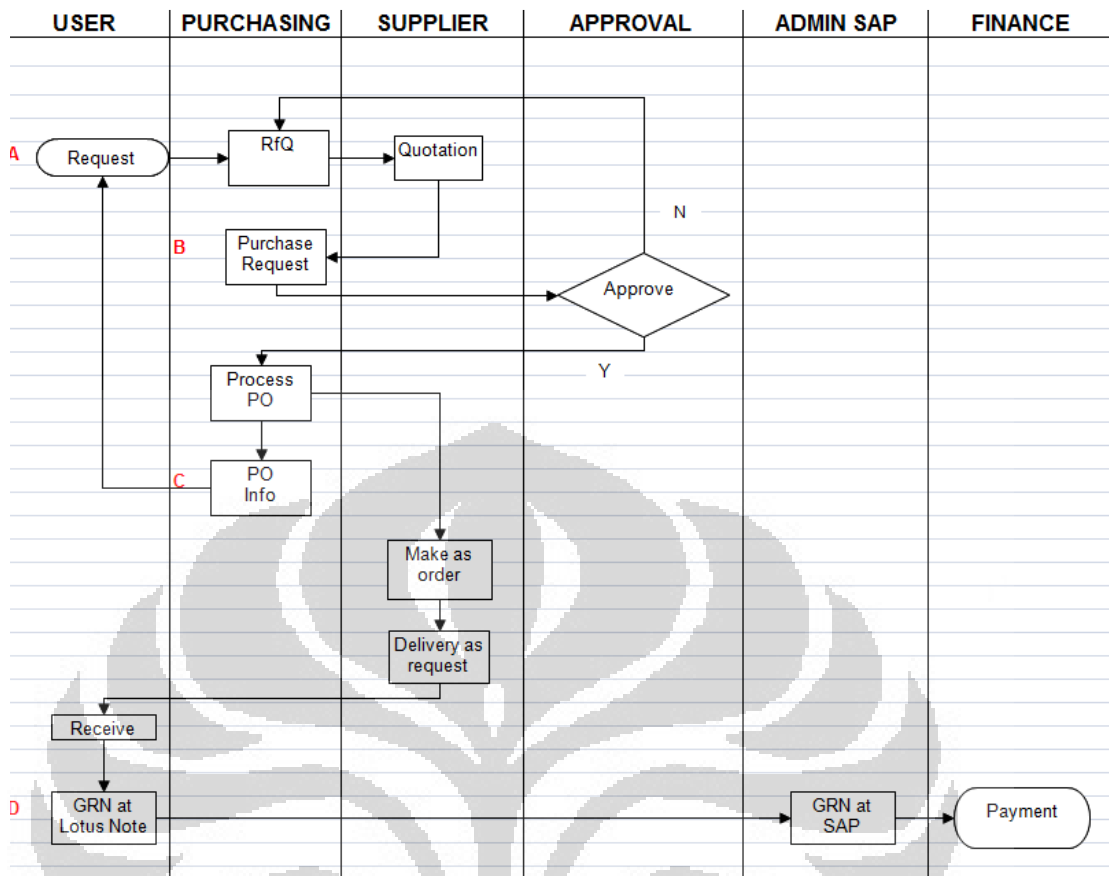 USER
PURCHASING
SUPPLIER
APPROVAL
ADMIN SAP
FINANCE
A
Request
RfQ
Quotation
N
B
Purchase
Request
Approve
Y
Process
PO
C
PO
Info
Make as
order
Delivery as
request
Receive
D
GRN at
Lotus Note
GRN at
SAP
Payment